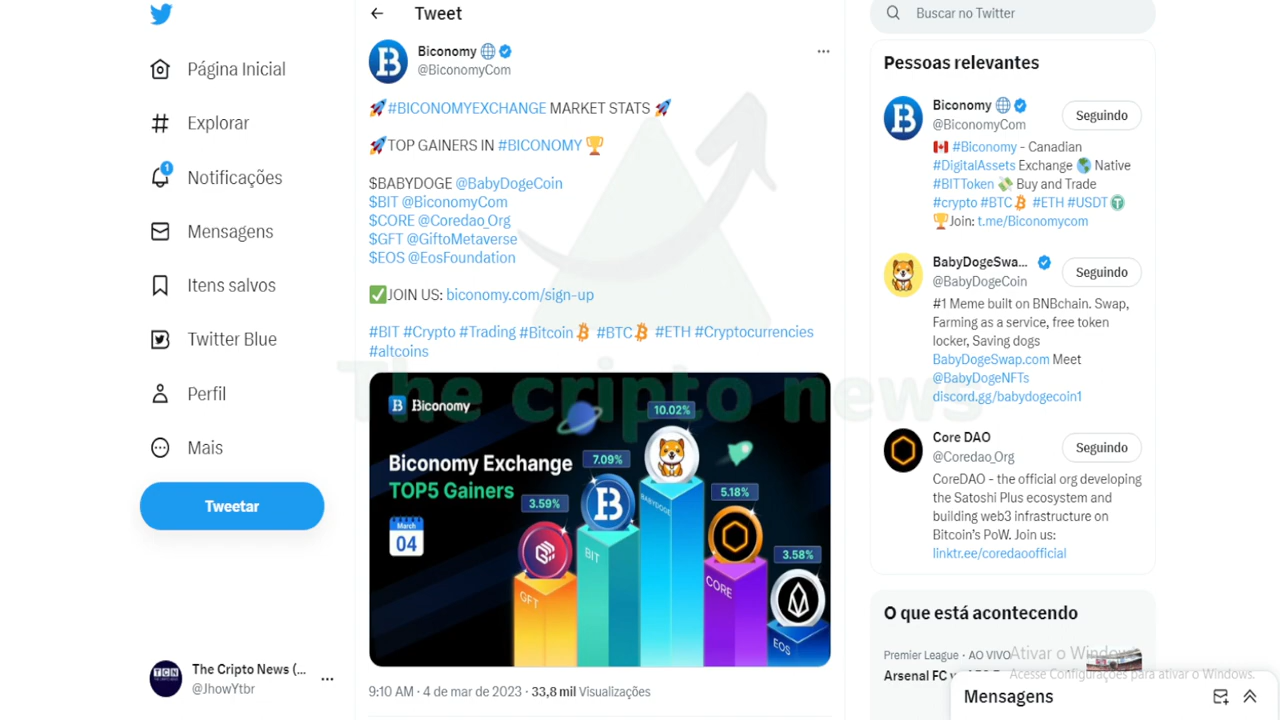 Página Inicial
Explorar
1
Notificações
Mensagens
Itens salvos
Twitter Blue
Perfil
Mais
Tweetar
The Cripto News (...
@JhowYtbr
Tweet
Biconomy
@BiconomyCom
#BICONOMYEXCHANGE MARKET STATS
TOP GAINERS IN #BICONOMY
$BABYDOGE @BabyDogeCoin
$BIT @BiconomyCom
$CORE @Coredao_Org
$GFT @GiftoMetaverse
$EOS @EosFoundation
JOIN US: biconomy.com/sign-up
#BIT #Crypto #Trading #Bitcoin #BTC #ETH #Cryptocurrencies
#altcoins
The cripto news
Biconomy
Biconomy Exchange
TOP5 Gainers
March
04
3.59%
GFT
7.09%
BIT
10.02%
BABYDOGE
5.18%
CORE
3.58%
EOS
9:10 AM · 4 de mar de 2023 · 33,8 mil Visualizações
Buscar no Twitter
Pessoas relevantes
Biconomy
@BiconomyCom
Seguindo
#Biconomy - Canadian
#DigitalAssets Exchange Native
#BITToken Buy and Trade
#crypto #BTC #ETH #USDT
Join: t.me/Biconomycom
BabyDogeSwa...
@BabyDogeCoin
Seguindo
#1 Meme built on BNBchain. Swap,
Farming as a service, free token
locker, Saving dogs
BabyDogeSwap.com Meet
@BabyDogeNFTs
discord.gg/babydogecoin1
Core DAO
@Coredao_Org
Seguindo
CoreDAO - the official org developing
the Satoshi Plus ecosystem and
building web3 infrastructure on
Bitcoin's PoW. Join us:
linktr.ee/coredaoofficial
O que está acontecendo
Premier League · AO VIVO
Arsenal FC
Ativar o Windows
Acesse Configurações para ativar o Windows.
Mensagens